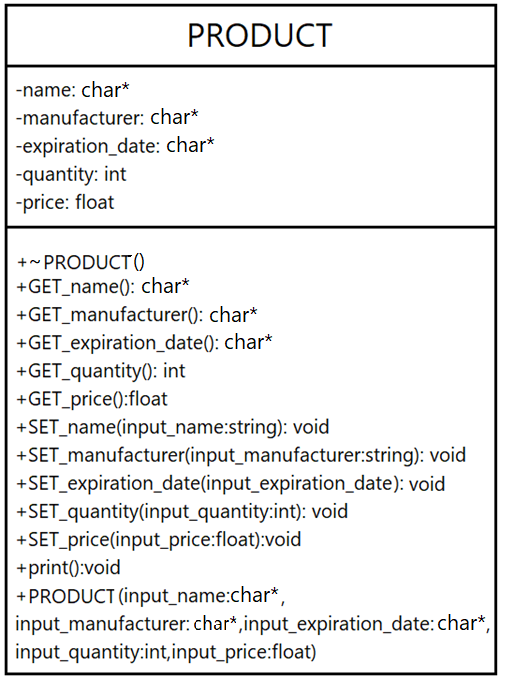 PRODUCT
-name: char*
-manufacturer: char*
-expiration_date: char*
-quantity: int
-price: float
+~PRODUCT()
+GET_name(): char*
+GET_manufacturer(): char*
+GET_expiration_date(): char*
+GET_quantity(): int
+GET_price():float
+SET_name(input_name:string): void
+SET_manufacturer(input_manufacturer:string): void
+SET_expiration_date(input_expiration_date): void
+SET_quantity(input_quantity:int): void
+SET_price(input_price:float):void
+print():void
+PRODUCT(input_name:char*,
input_manufacturer: char*,input_expiration_date: char*,
input_quantity:int,input_price:float)